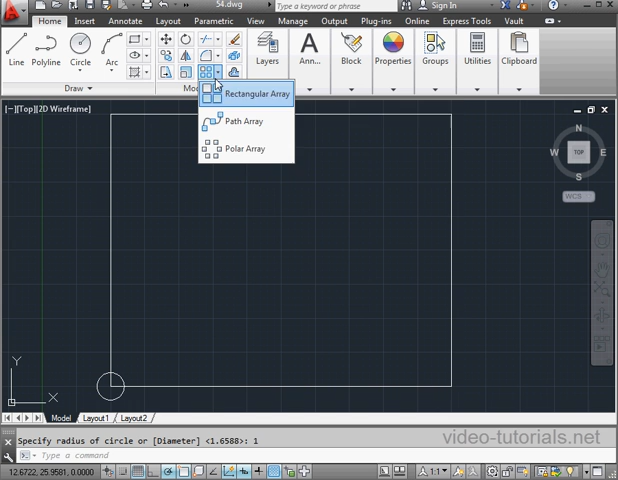 54.dwg
Type a keyword or phrase
Sign In
Home Insert Annotate Layout Parametric View Manage Output Plug-ins Online Express Tools Vault
Line Polyline Circle Arc
Layers Ann... Block Properties Groups Utilities Clipboard
Draw
Rectangular Array
Path Array
Polar Array
[−][Top][2D Wireframe]
N
W TOP E
S
WCS
Y
X
Model Layout1 Layout2
Specify radius of circle or [Diameter] <1.6588>: 1
video-tutorials.net
Type a command
12.6722, 25.9581, 0.0000
1:1